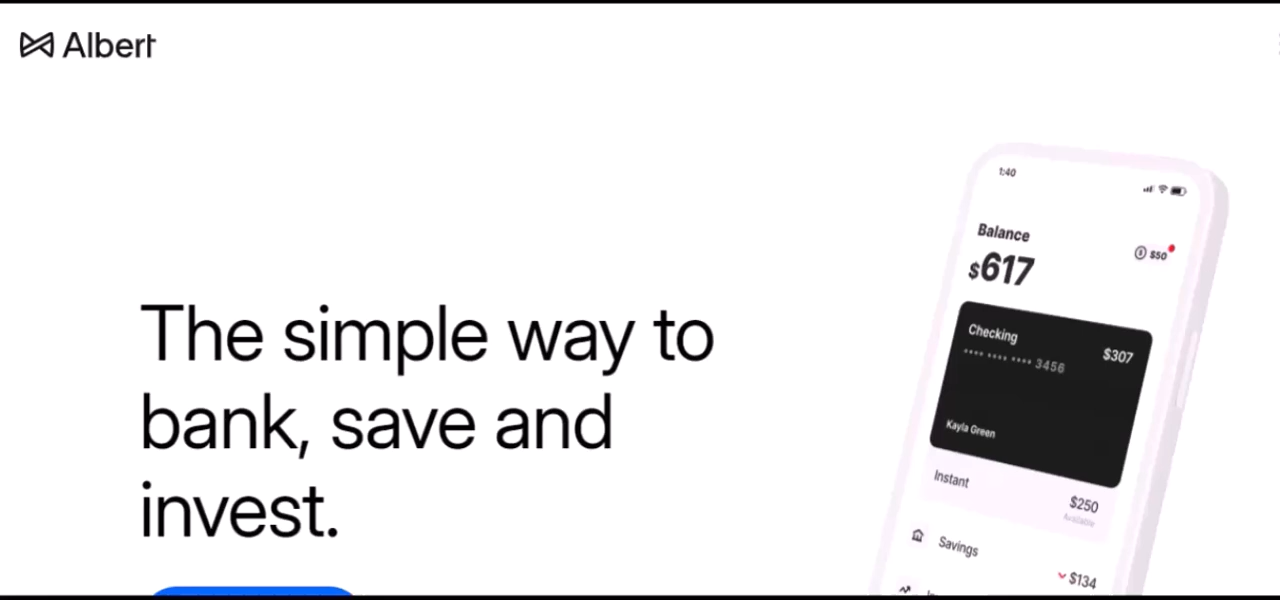 Albert
The simple way to
bank, save and
invest.
1:40
Balance
$50
$617
Checking
$307
•••• •••• •••• 3456
Kayla Green
Instant
$250
Available
Savings
$134